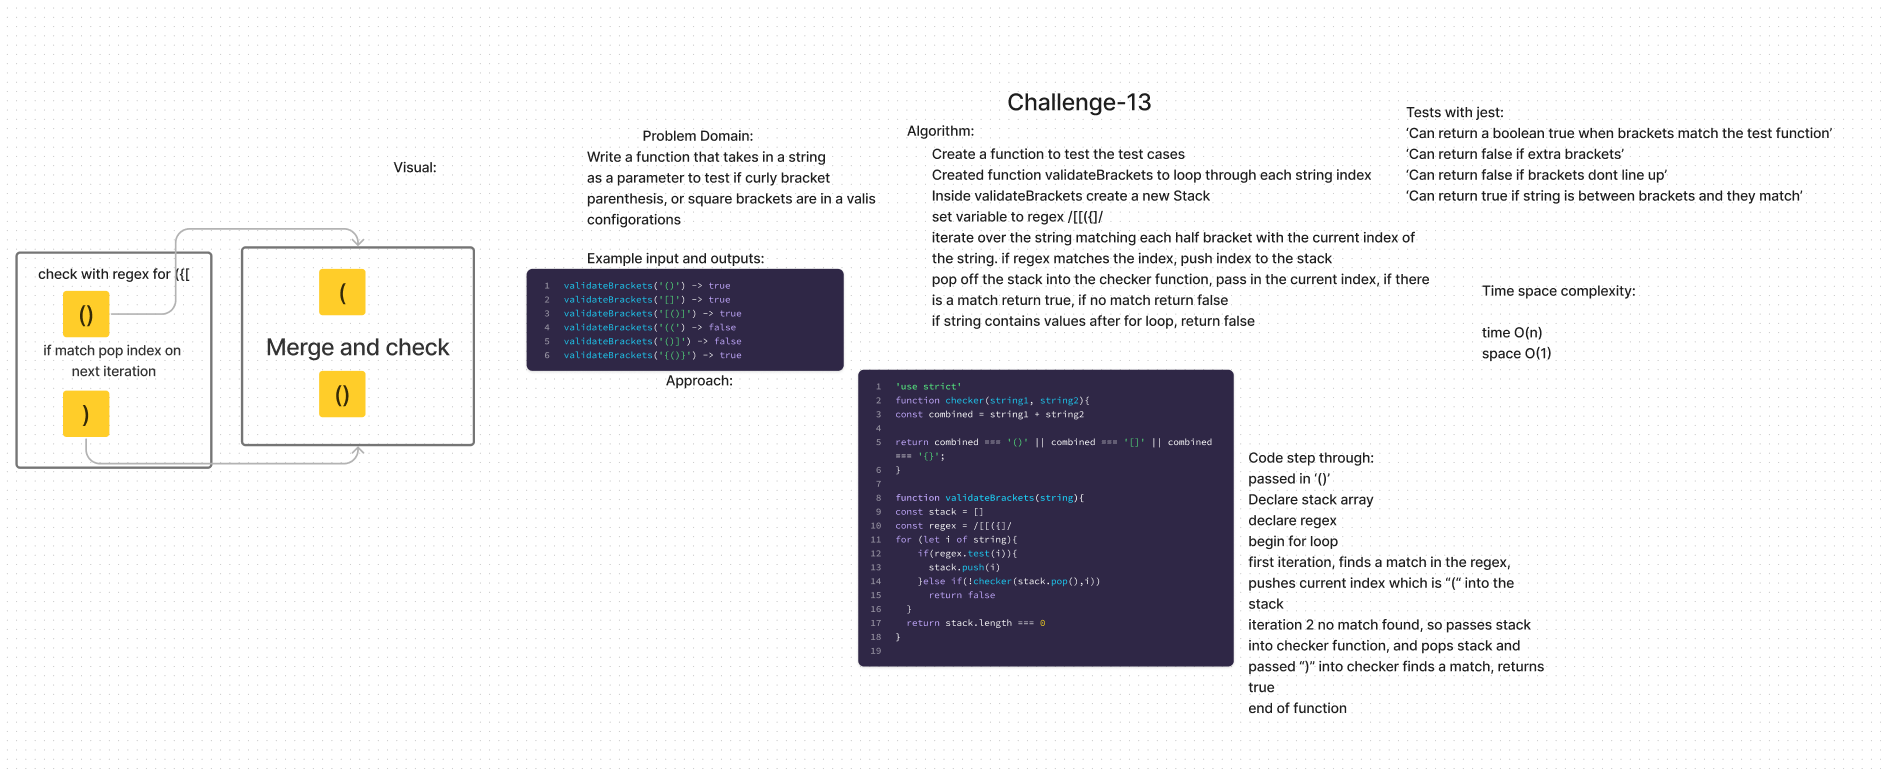 Challenge-13
Visual:
check with regex for ({[
()
if match pop index on
next iteration
)
(
Merge and check
()
Problem Domain:
Write a function that takes in a string
as a parameter to test if curly bracket
parenthesis, or square brackets are in a valis
configorations
Example input and outputs:
1 validateBrackets('()') -> true
2 validateBrackets('[]') -> true
3 validateBrackets('[()]') -> true
4 validateBrackets('((') -> false
5 validateBrackets('()]') -> false
6 validateBrackets('{()}') -> true
Approach:
Algorithm:
Create a function to test the test cases
Created function validateBrackets to loop through each string index
Inside validateBrackets create a new Stack
set variable to regex /[[({]/
iterate over the string matching each half bracket with the current index of
the string. if regex matches the index, push index to the stack
pop off the stack into the checker function, pass in the current index, if there
is a match return true, if no match return false
if string contains values after for loop, return false
1 'use strict'
2 function checker(string1, string2){
3 const combined = string1 + string2
4
5 return combined === '()' || combined === '[]' || combined
=== '{}';
6 }
7
8 function validateBrackets(string){
9 const stack = []
10 const regex = /[[({]/
11 for (let i of string){
12 if(regex.test(i)){
13 stack.push(i)
14 }else if(!checker(stack.pop(),i))
15 return false
16 }
17 return stack.length === 0
18 }
19
Tests with jest:
‘Can return a boolean true when brackets match the test function’
‘Can return false if extra brackets’
‘Can return false if brackets dont line up’
‘Can return true if string is between brackets and they match’
Time space complexity:
time O(n)
space O(1)
Code step through:
passed in ‘()’
Declare stack array
declare regex
begin for loop
first iteration, finds a match in the regex,
pushes current index which is “(“ into the
stack
iteration 2 no match found, so passes stack
into checker function, and pops stack and
passed “)” into checker finds a match, returns
true
end of function